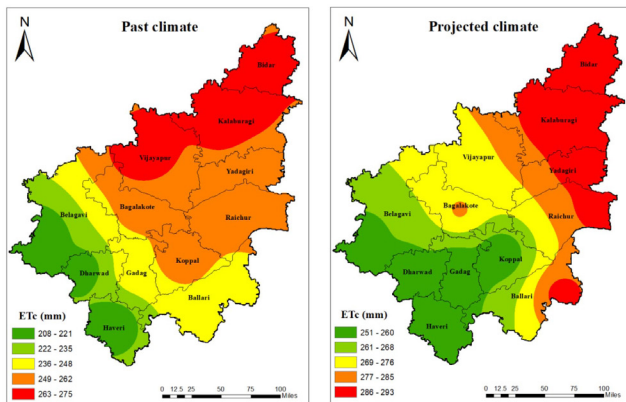 Past climate
N
Bidar
Kalaburagi
Vijayapur
Yadagiri
Bagalakote
Raichur
Belagavi
Koppal
Dharwad
Gadag
Ballari
Haveri
ETc (mm)
208 - 221
222 - 235
236 - 248
249 - 262
263 - 275
0 12.5 25 50 75 100
Miles
Projected climate
N
Bidar
Kalaburagi
Vijayapur
Yadagiri
Bagalakote
Raichur
Belagavi
Koppal
Dharwad
Gadag
Ballari
Haveri
ETc (mm)
251 - 260
261 - 268
269 - 276
277 - 285
286 - 293
0 12.5 25 50 75 100
Miles